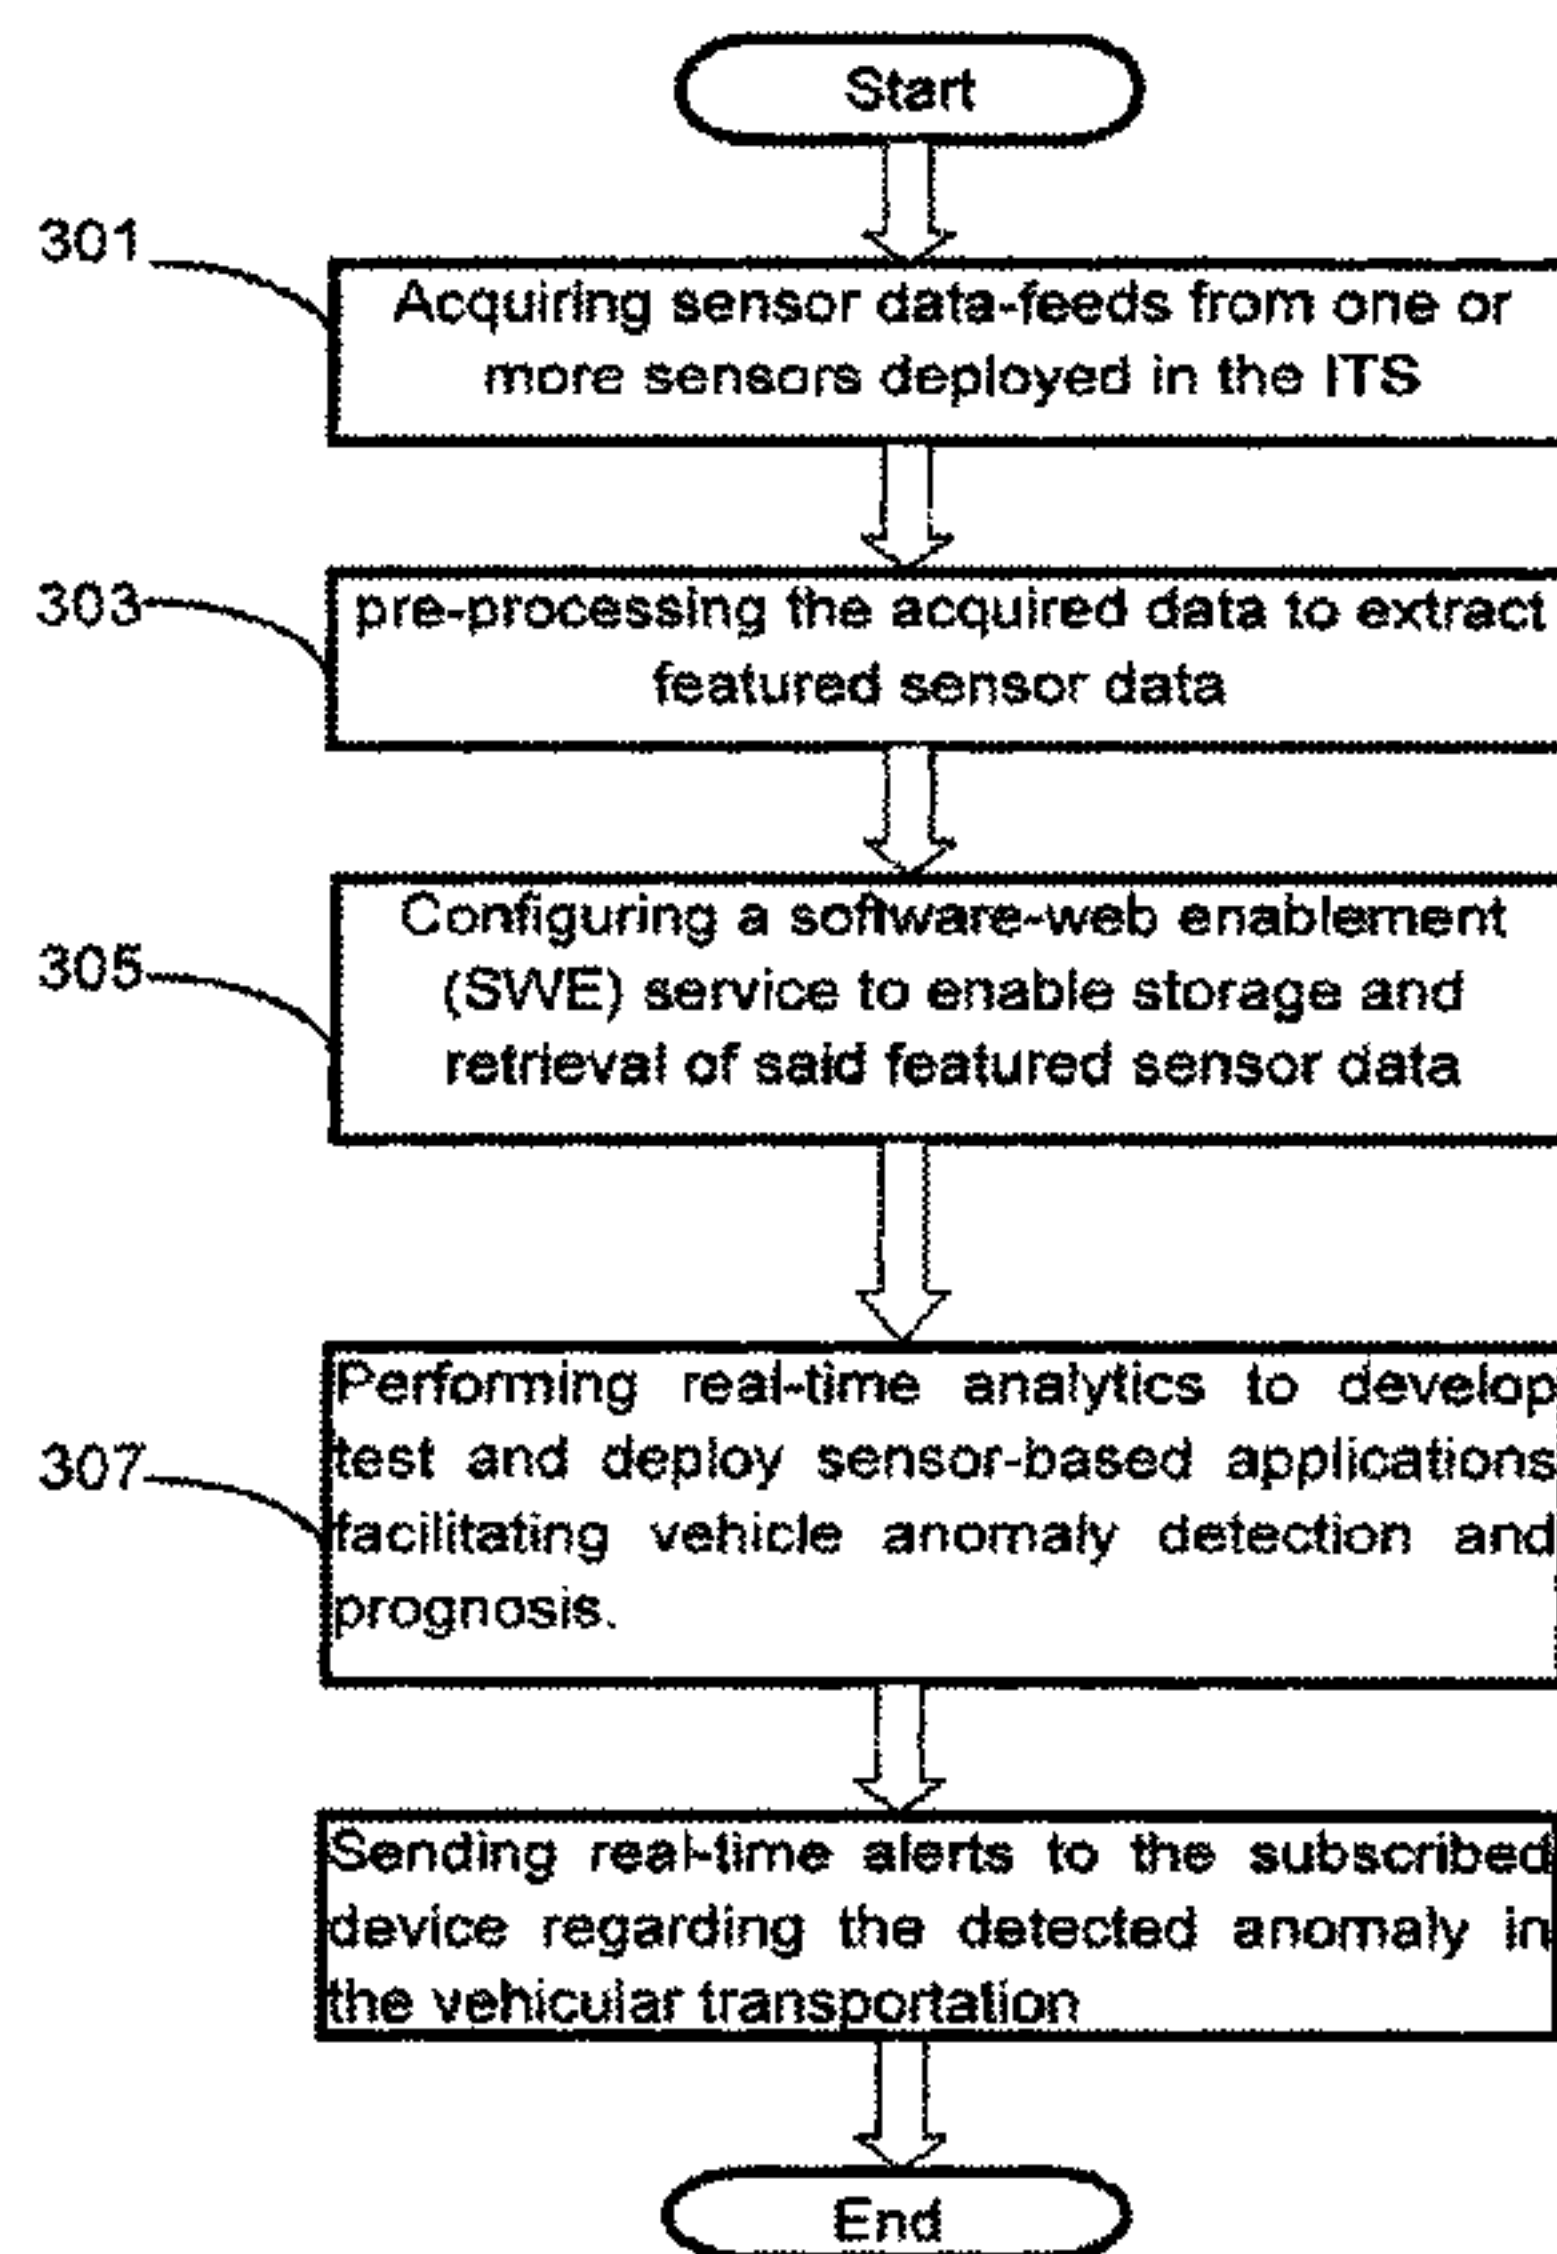 Start
301
Acquiring sensor data-feeds from one or
more sensors deployed in the ITS
303
pre-processing the acquired data to extract
featured sensor data
305
Configuring a software-web enablement
(SWE) service to enable storage and
retrieval of said featured sensor data
307
Performing real-time analytics to develop
test and deploy sensor-based applications
facilitating vehicle anomaly detection and
prognosis.
Sending real-time alerts to the subscribed
device regarding the detected anomaly in
the vehicular transportation
End